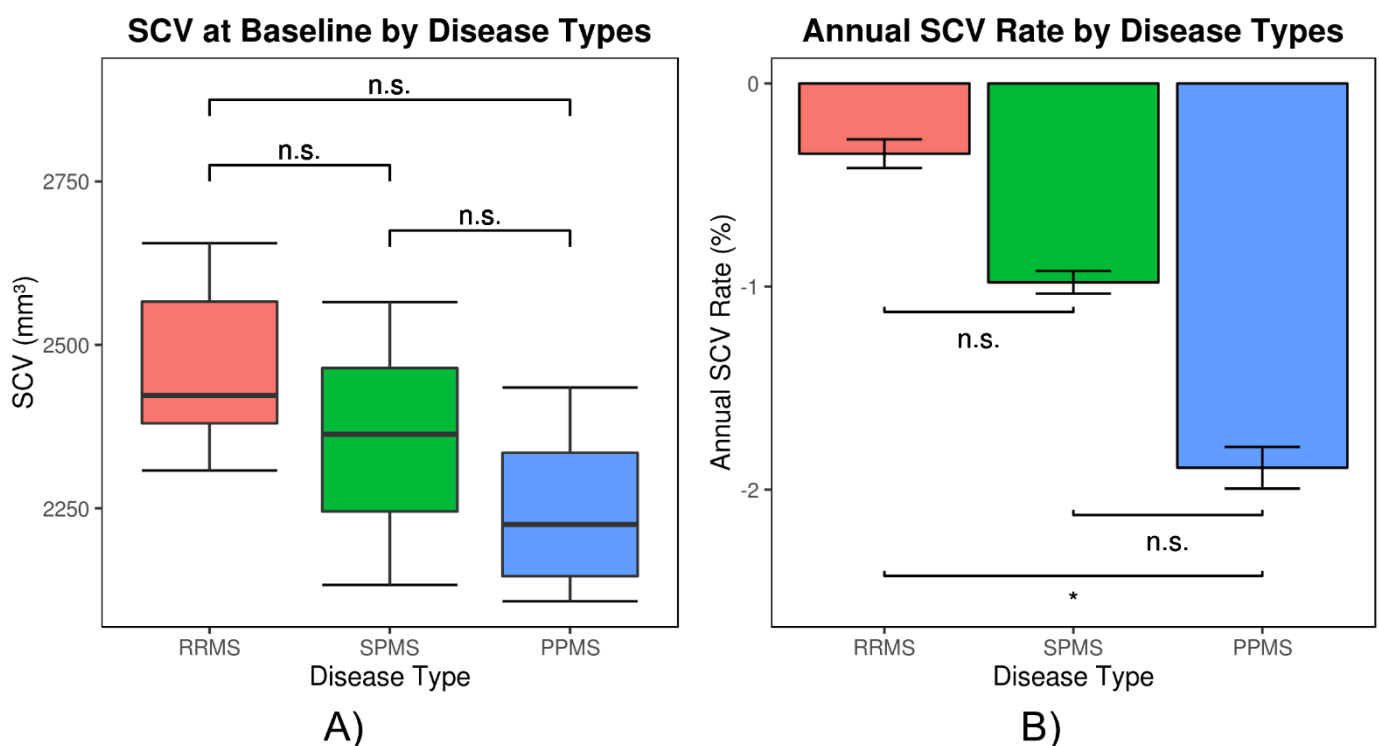 SCV at Baseline by Disease Types
n.s.
n.s.
n.s.
2750
2500
2250
SCV (mm³)
RRMS SPMS PPMS
Disease Type
A)
Annual SCV Rate by Disease Types
0
-1
-2
Annual SCV Rate (%)
n.s.
n.s.
*
RRMS SPMS PPMS
Disease Type
B)